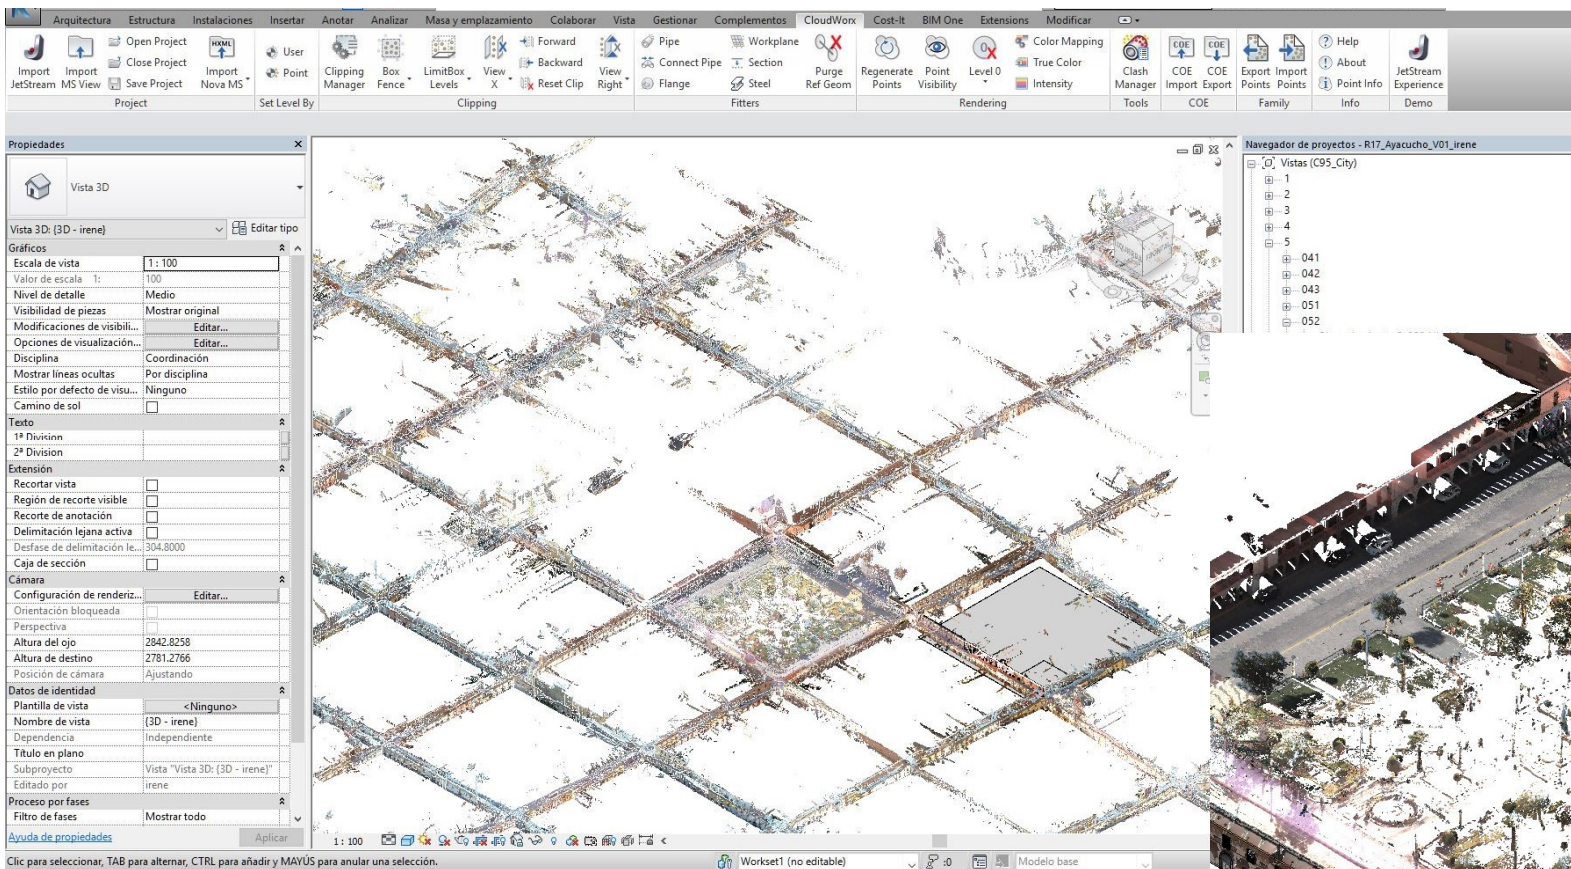 Arquitectura Estructura Instalaciones Insertar Anotar Analizar Masa y emplazamiento Colaborar Vista Gestionar Complementos CloudWorx Cost-It BIM One Extensions Modificar
Import JetStream
Import MS View
Open Project
Close Project
Save Project
HXML
Import Nova MS
Project
User
Point
Set Level By
Clipping Manager
Box Fence
LimitBox Levels
View X
Forward
Backward
Reset Clip
View Right
Clipping
Pipe
Connect Pipe
Flange
Workplane
Section
Steel
Purge Ref Geom
Fitters
Regenerate Points
Point Visibility
Level 0
Color Mapping
True Color
Intensity
Rendering
Clash Manager
Tools
COE
COE Import
COE
COE Export
COE
Export Points
Import Points
Family
Help
About
Point Info
Info
JetStream Experience
Demo
Propiedades
Vista 3D
Vista 3D: {3D - irene}
Editar tipo
Gráficos
Escala de vista 1 : 100
Valor de escala 1: 100
Nivel de detalle Medio
Visibilidad de piezas Mostrar original
Modificaciones de visibili... Editar...
Opciones de visualización... Editar...
Disciplina Coordinación
Mostrar líneas ocultas Por disciplina
Estilo por defecto de visu... Ninguno
Camino de sol
Texto
1ª Division
2ª Division
Extensión
Recortar vista
Región de recorte visible
Recorte de anotación
Delimitación lejana activa
Desfase de delimitación le... 304.8000
Caja de sección
Cámara
Configuración de renderiz... Editar...
Orientación bloqueada
Perspectiva
Altura del ojo 2842.8258
Altura de destino 2781.2766
Posición de cámara Ajustando
Datos de identidad
Plantilla de vista <Ninguno>
Nombre de vista {3D - irene}
Dependencia Independiente
Título en plano
Subproyecto Vista "Vista 3D: {3D - irene}"
Editado por irene
Proceso por fases
Filtro de fases Mostrar todo
Ayuda de propiedades Aplicar
Navegador de proyectos - R17_Ayacucho_V01_irene
Vistas (C95_City)
1
2
3
4
5
041
042
043
051
052
1 : 100
Clic para seleccionar, TAB para alternar, CTRL para añadir y MAYÚS para anular una selección.
Workset1 (no editable)
:0
Modelo base